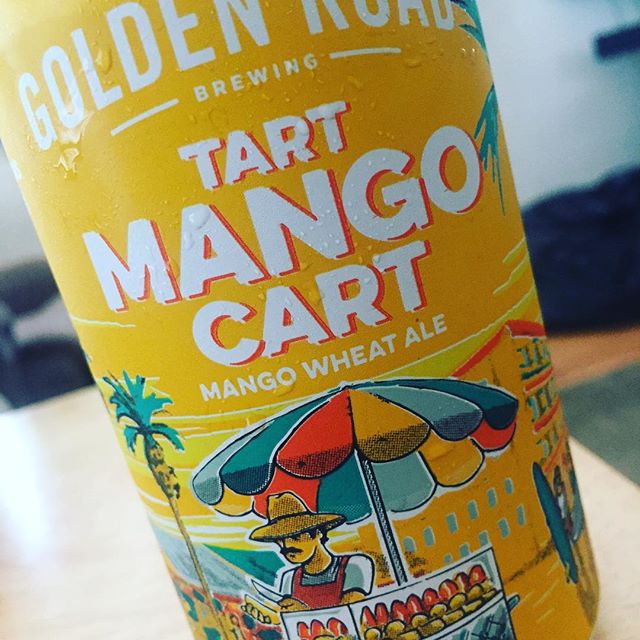 GOLDEN ROAD
BREWING
TART
MANGO
CART
MANGO WHEAT ALE